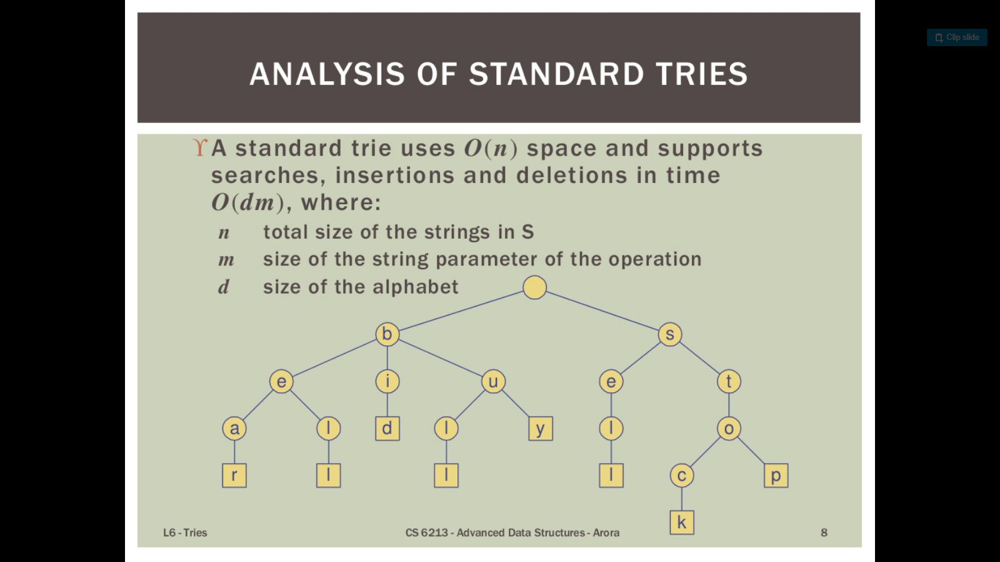 Clip slide
ANALYSIS OF STANDARD TRIES
A standard trie uses O(n) space and supports
searches, insertions and deletions in time
O(dm), where:
n total size of the strings in S
m size of the string parameter of the operation
d size of the alphabet
b s
e i u e t
a l d l y l o
r l l l c p
k
L6 - Tries CS 6213 - Advanced Data Structures - Arora 8